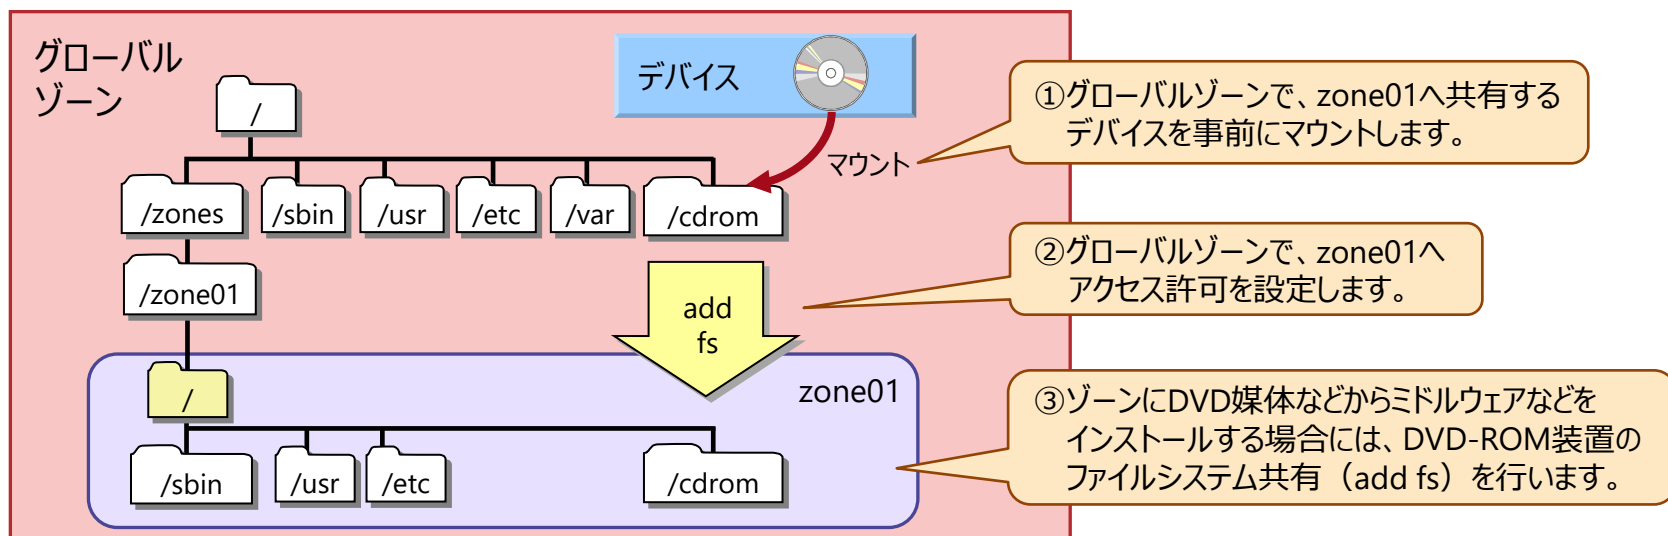 グローバル
ゾーン
デバイス
/
マウント
/zones
/sbin
/usr
/etc
/var
/cdrom
/zone01
add
fs
/
zone01
/sbin
/usr
/etc
/cdrom
①グローバルゾーンで、zone01へ共有する
デバイスを事前にマウントします。
②グローバルゾーンで、zone01へ
アクセス許可を設定します。
③ゾーンにDVD媒体などからミドルウェアなどを
インストールする場合には、DVD-ROM装置の
ファイルシステム共有（add fs）を行います。